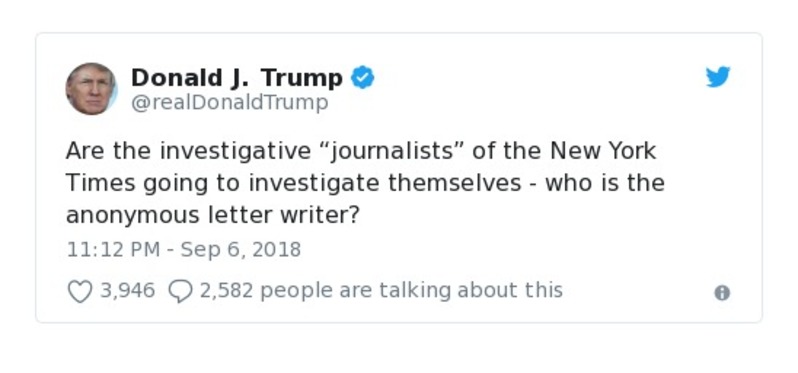 Donald J. Trump
@realDonaldTrump
Are the investigative “journalists” of the New York
Times going to investigate themselves - who is the
anonymous letter writer?
11:12 PM - Sep 6, 2018
3,946 2,582 people are talking about this